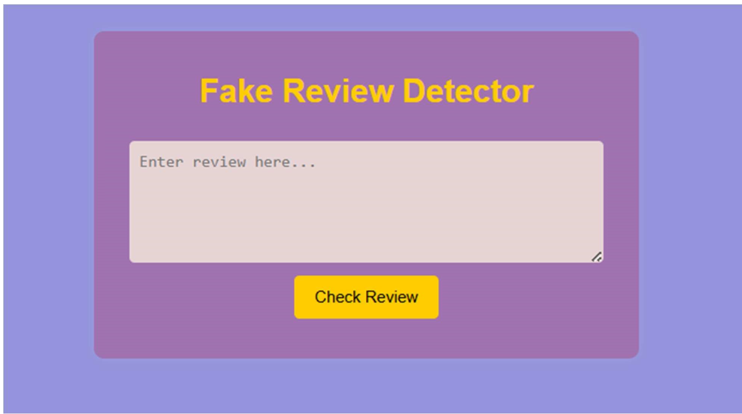 Fake Review Detector
Enter review here...
Check Review